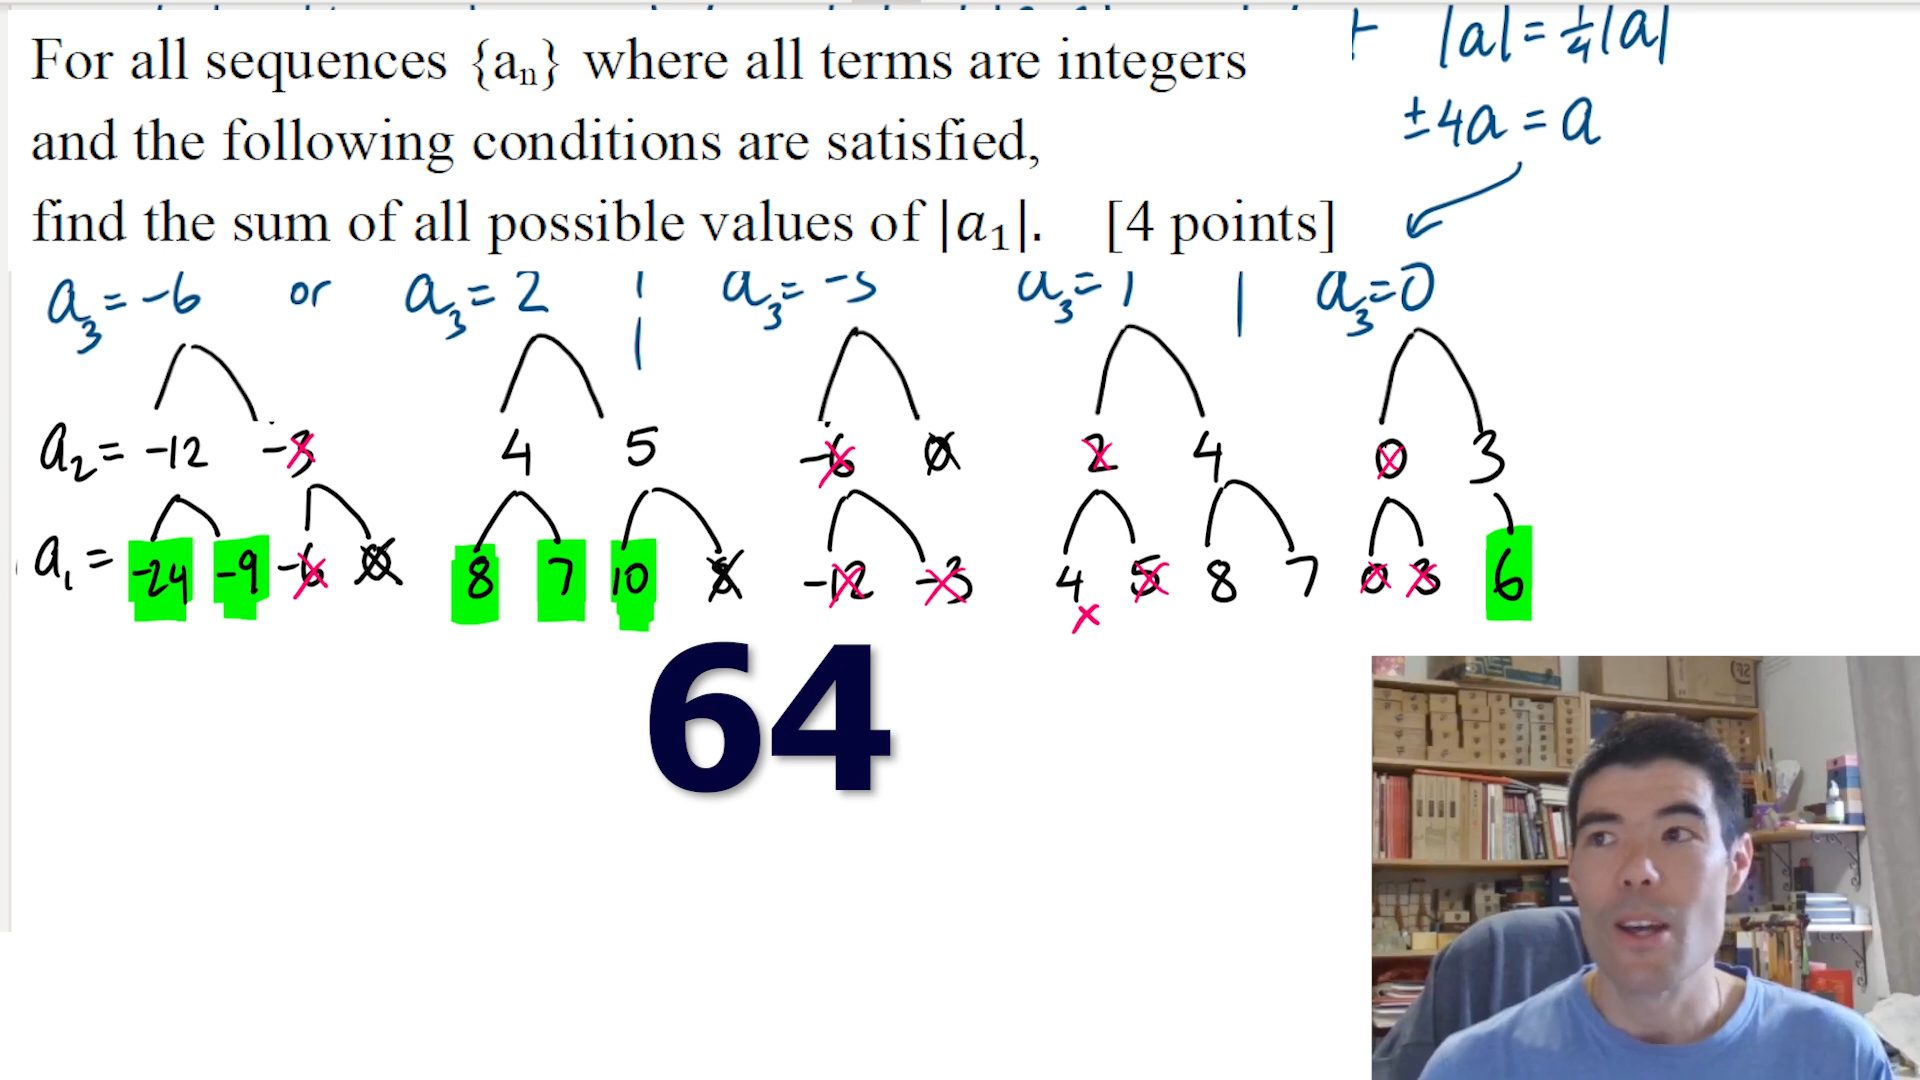 For all sequences {aₙ} where all terms are integers
and the following conditions are satisfied,
find the sum of all possible values of |a₁|. [4 points]
|a| = ¼|a|
±4a = a
a₃ = -6 or a₃ = 2 | a₃ = -3 a₃ = 1 | a₃ = 0
a₂ = -12 -3 4 5 -6 0 2 4 0 3
a₁ = -24 -9 -6 0 8 7 10 8 -12 -3 4 5 8 7 0 3 6
64